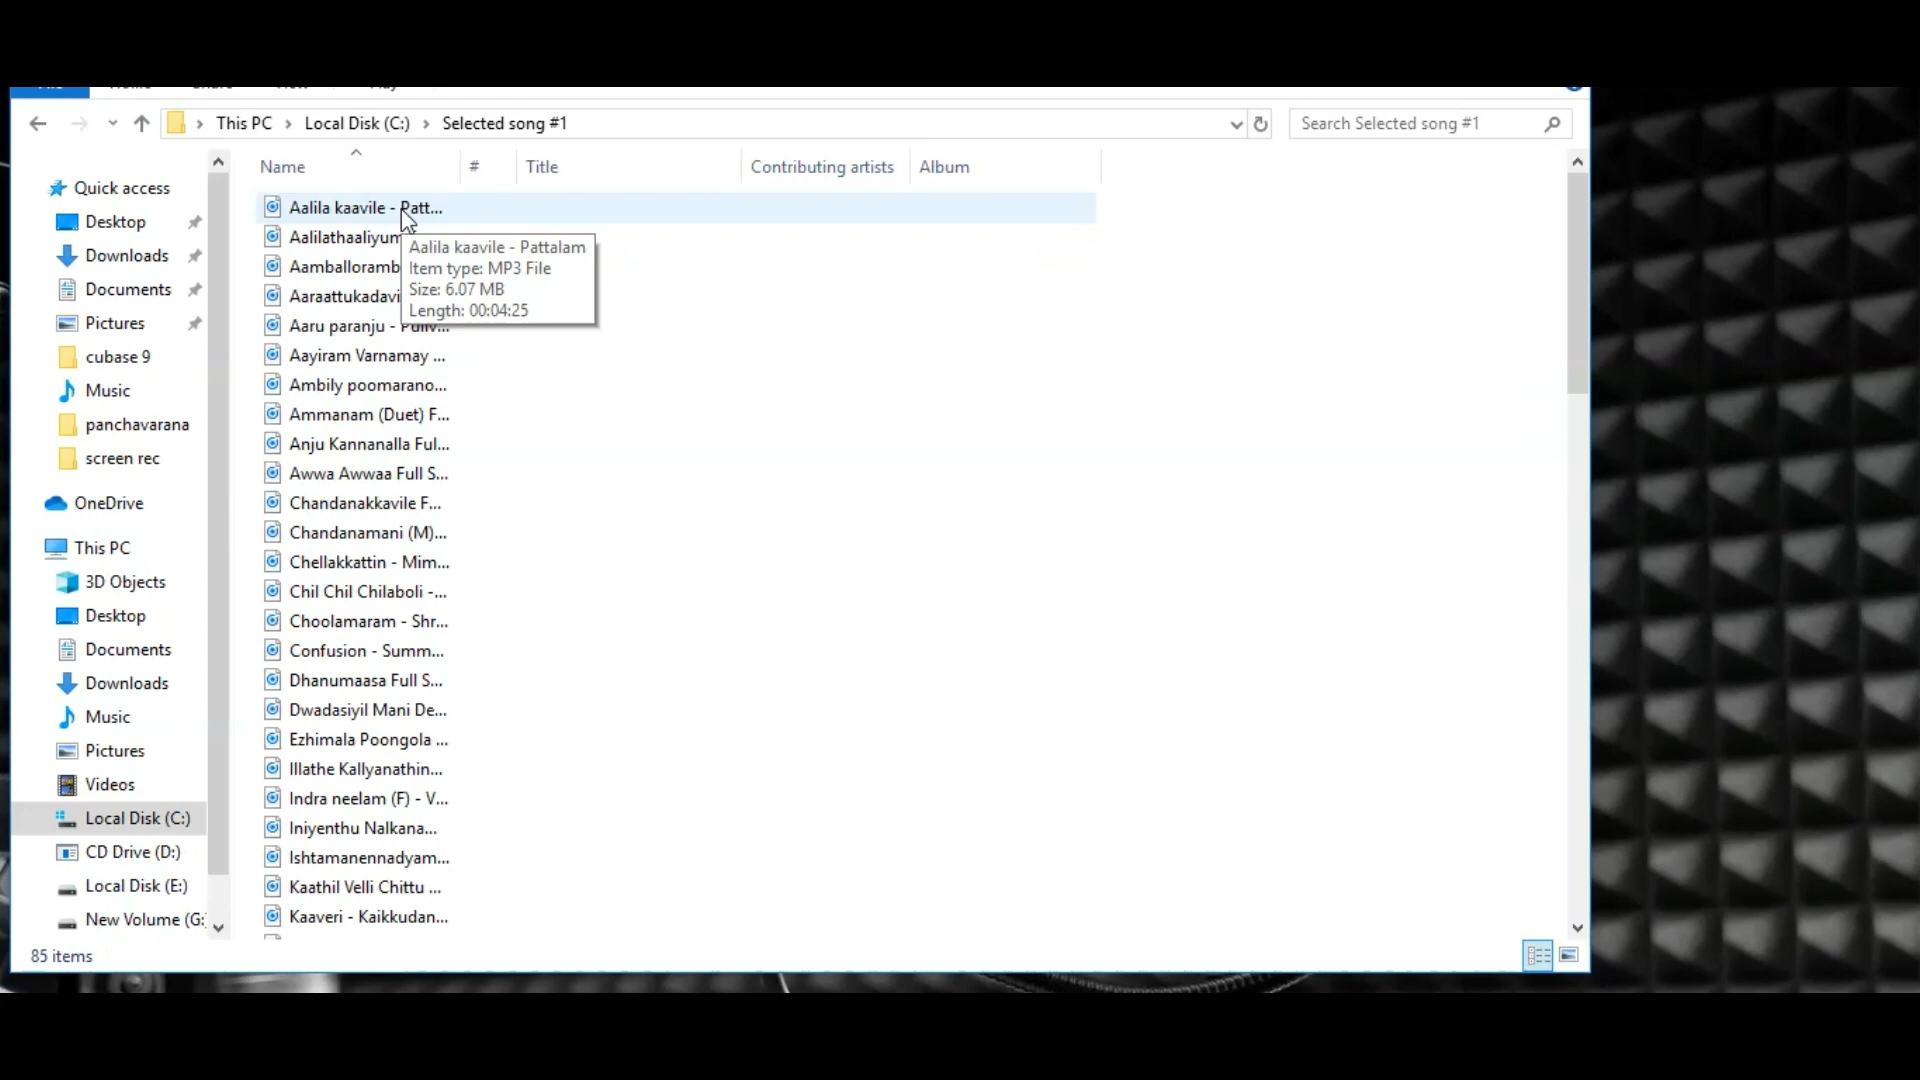 This PC
Local Disk (C:)
Selected song #1
Search Selected song #1
Name
#
Title
Contributing artists
Album
Quick access
Desktop
Downloads
Documents
Pictures
cubase 9
Music
panchavarana
screen rec
OneDrive
This PC
3D Objects
Desktop
Documents
Downloads
Music
Pictures
Videos
Local Disk (C:)
CD Drive (D:)
Local Disk (E:)
New Volume (G:
Aalila kaavile - Patt...
Aalilathaaliyum
Aamballoramb
Aaraattukadavi
Aaru paranju -
Aayiram Varnamay ...
Ambily poomarano...
Ammanam (Duet) F...
Anju Kannanalla Ful...
Awwa Awwaa Full S...
Chandanakkavile F...
Chandanamani (M)...
Chellakkattin - Mim...
Chil Chil Chilaboli -...
Choolamaram - Shr...
Confusion - Summ...
Dhanumaasa Full S...
Dwadasiyil Mani De...
Ezhimala Poongola ...
Illathe Kallyanathin...
Indra neelam (F) - V...
Iniyenthu Nalkana...
Ishtamanennadyam...
Kaathil Velli Chittu ...
Kaaveri - Kaikkudan...
Aalila kaavile - Pattalam
Item type: MP3 File
Size: 6.07 MB
Length: 00:04:25
85 items